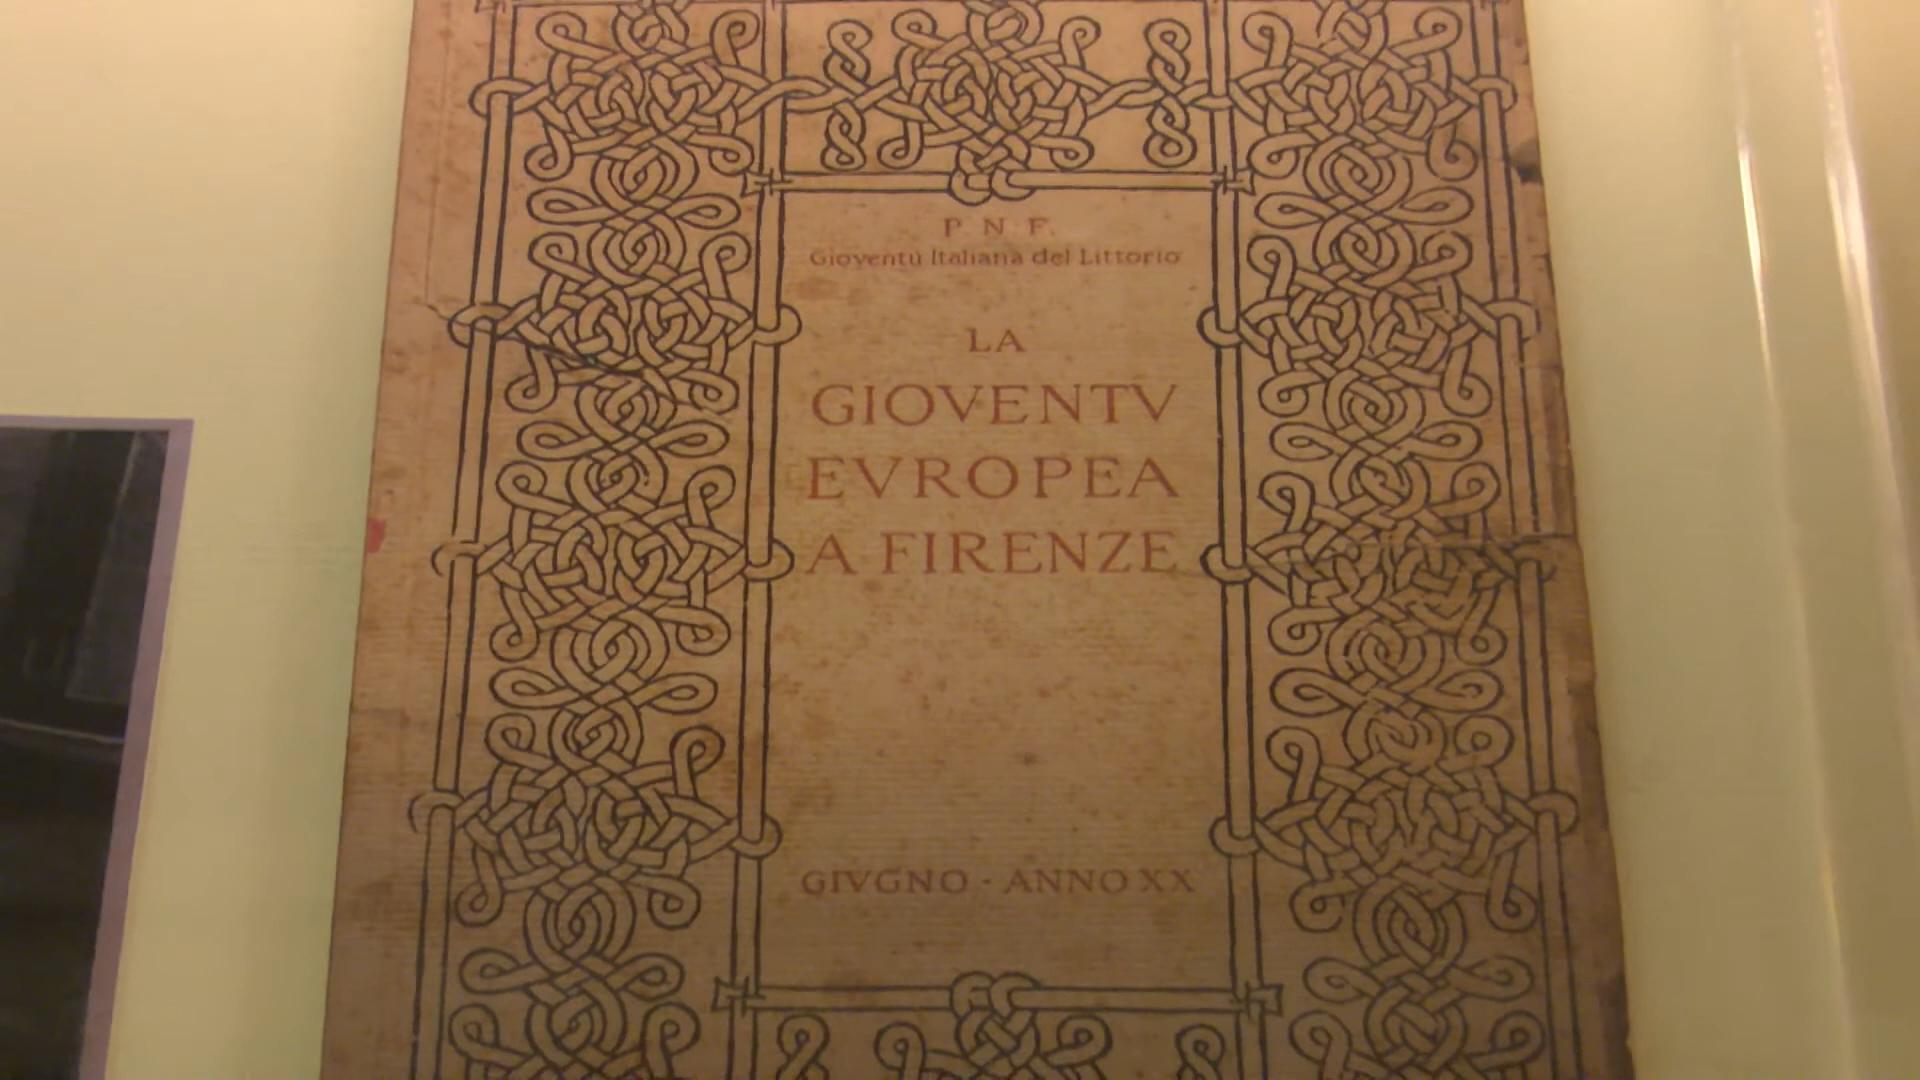 P. N. F.
Gioventù Italiana del Littorio
LA
GIOVENTV
EVROPEA
A FIRENZE
GIVGNO - ANNO XX